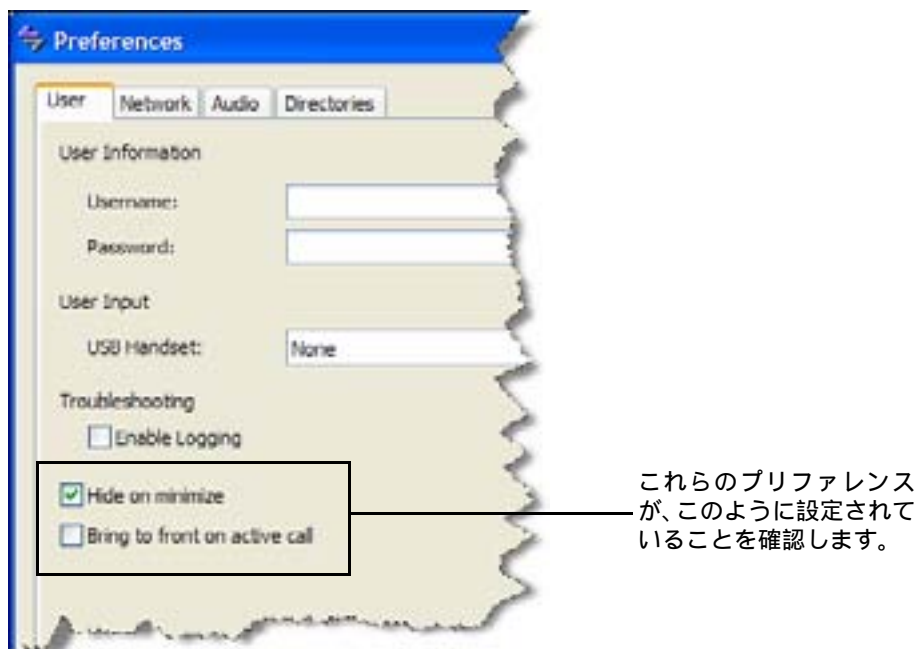 Preferences
User Network Audio Directories
User Information
Username:
Password:
User Input
USB Handset: None
Troubleshooting
Enable Logging
Hide on minimize
Bring to front on active call
これらのプリファレンス
が、このように設定されて
いることを確認します。